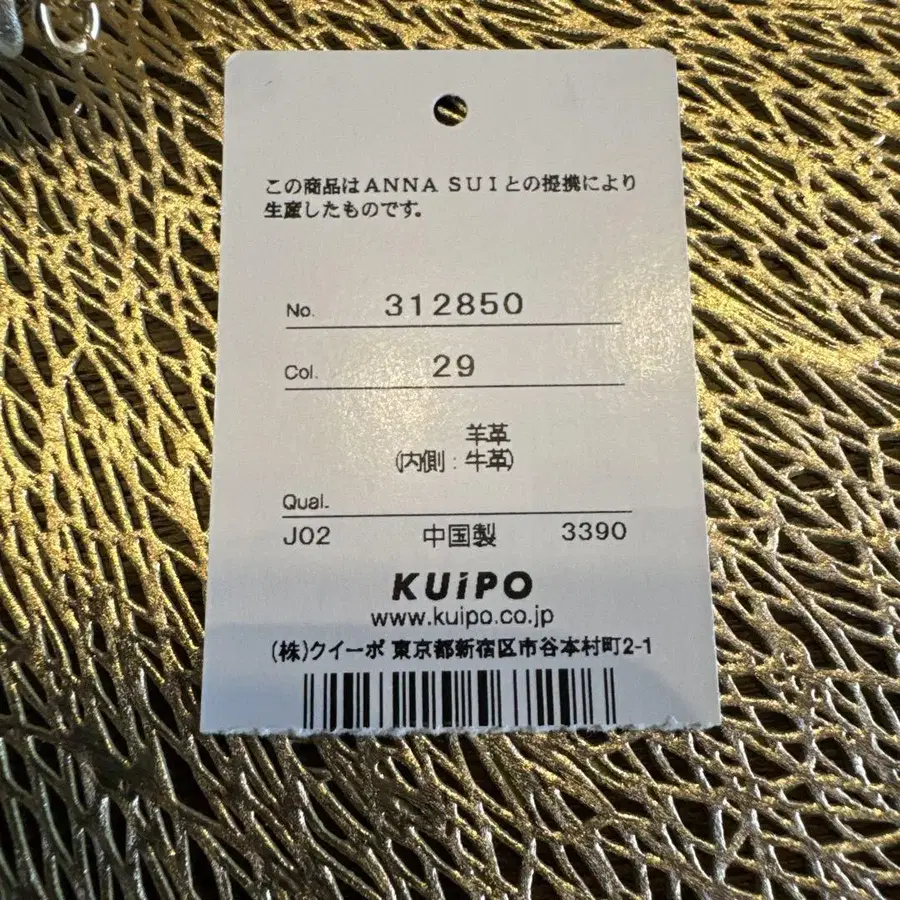 この商品はＡＮＮＡ ＳＵＩとの提携により
生産したものです。
No. 312850
Col. 29
羊革
(内側：牛革)
Qual.
J02 中国製 3390
KUiPO
www.kuipo.co.jp
(株)クイーポ 東京都新宿区市谷本村町2-1